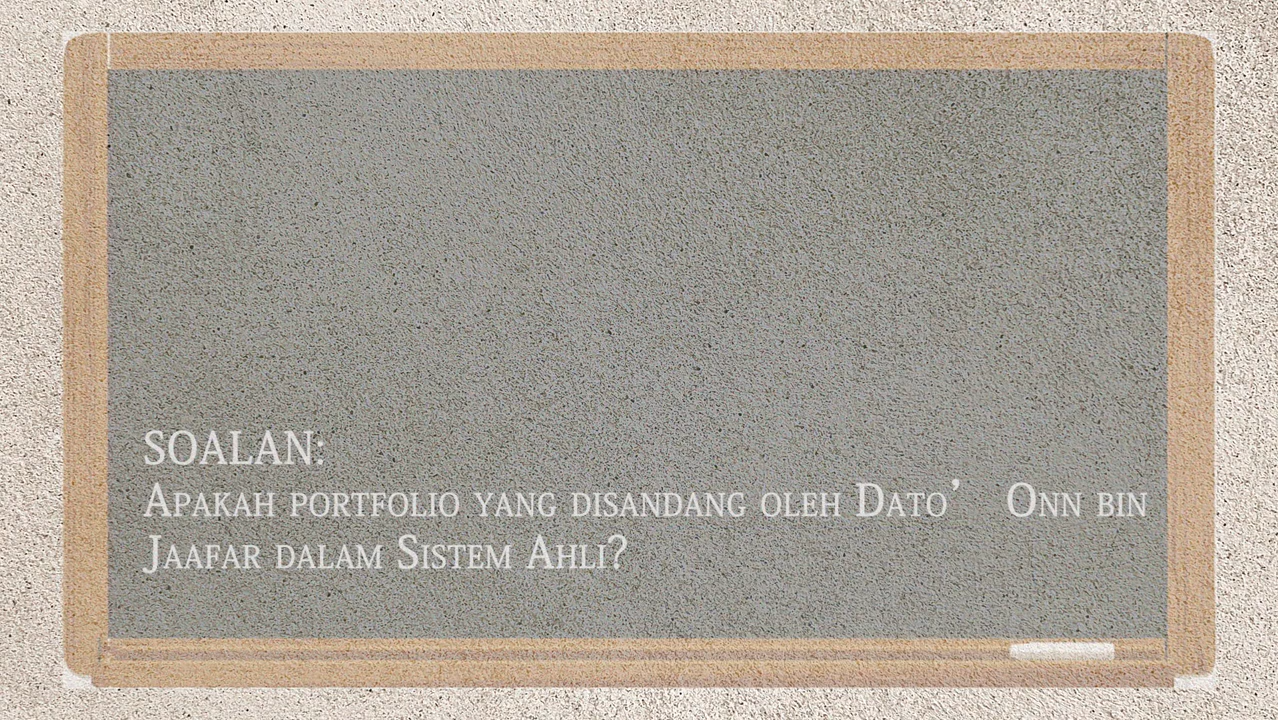 SOALAN:
Apakah portfolio yang disandang oleh Dato’ Onn bin
Jaafar dalam Sistem Ahli?